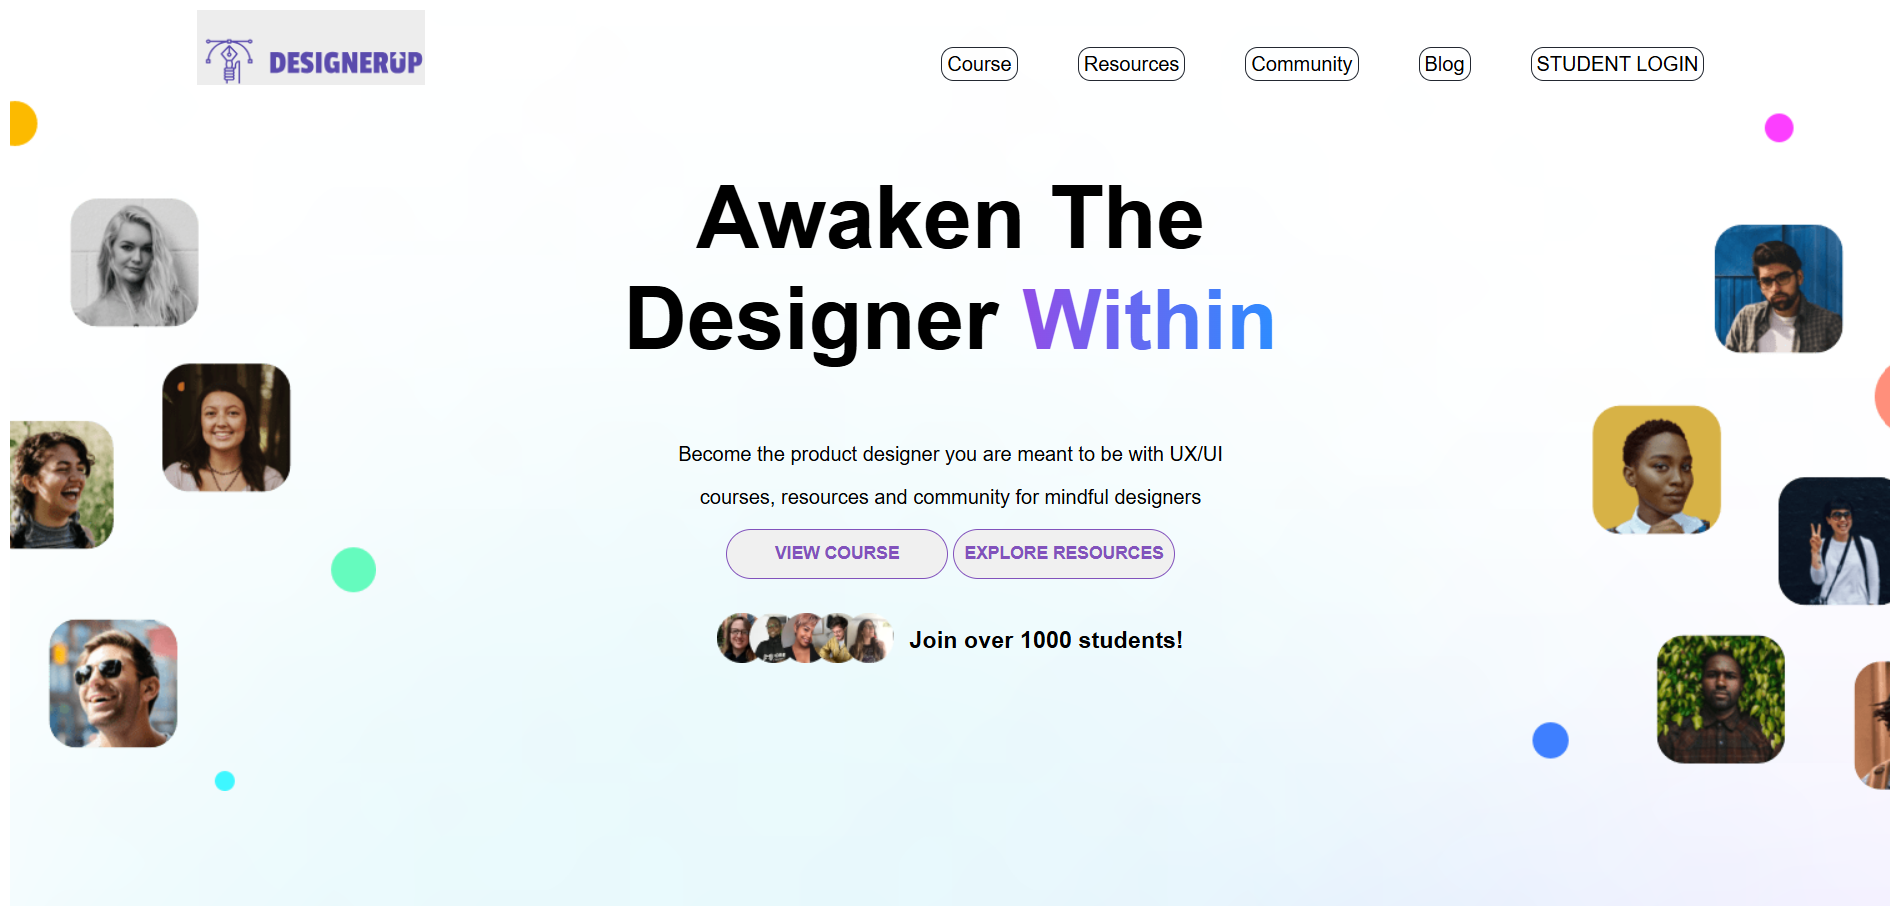 DESIGNERUP
Course
Resources
Community
Blog
STUDENT LOGIN
Awaken The
Designer Within
Become the product designer you are meant to be with UX/UI
courses, resources and community for mindful designers
VIEW COURSE
EXPLORE RESOURCES
Join over 1000 students!